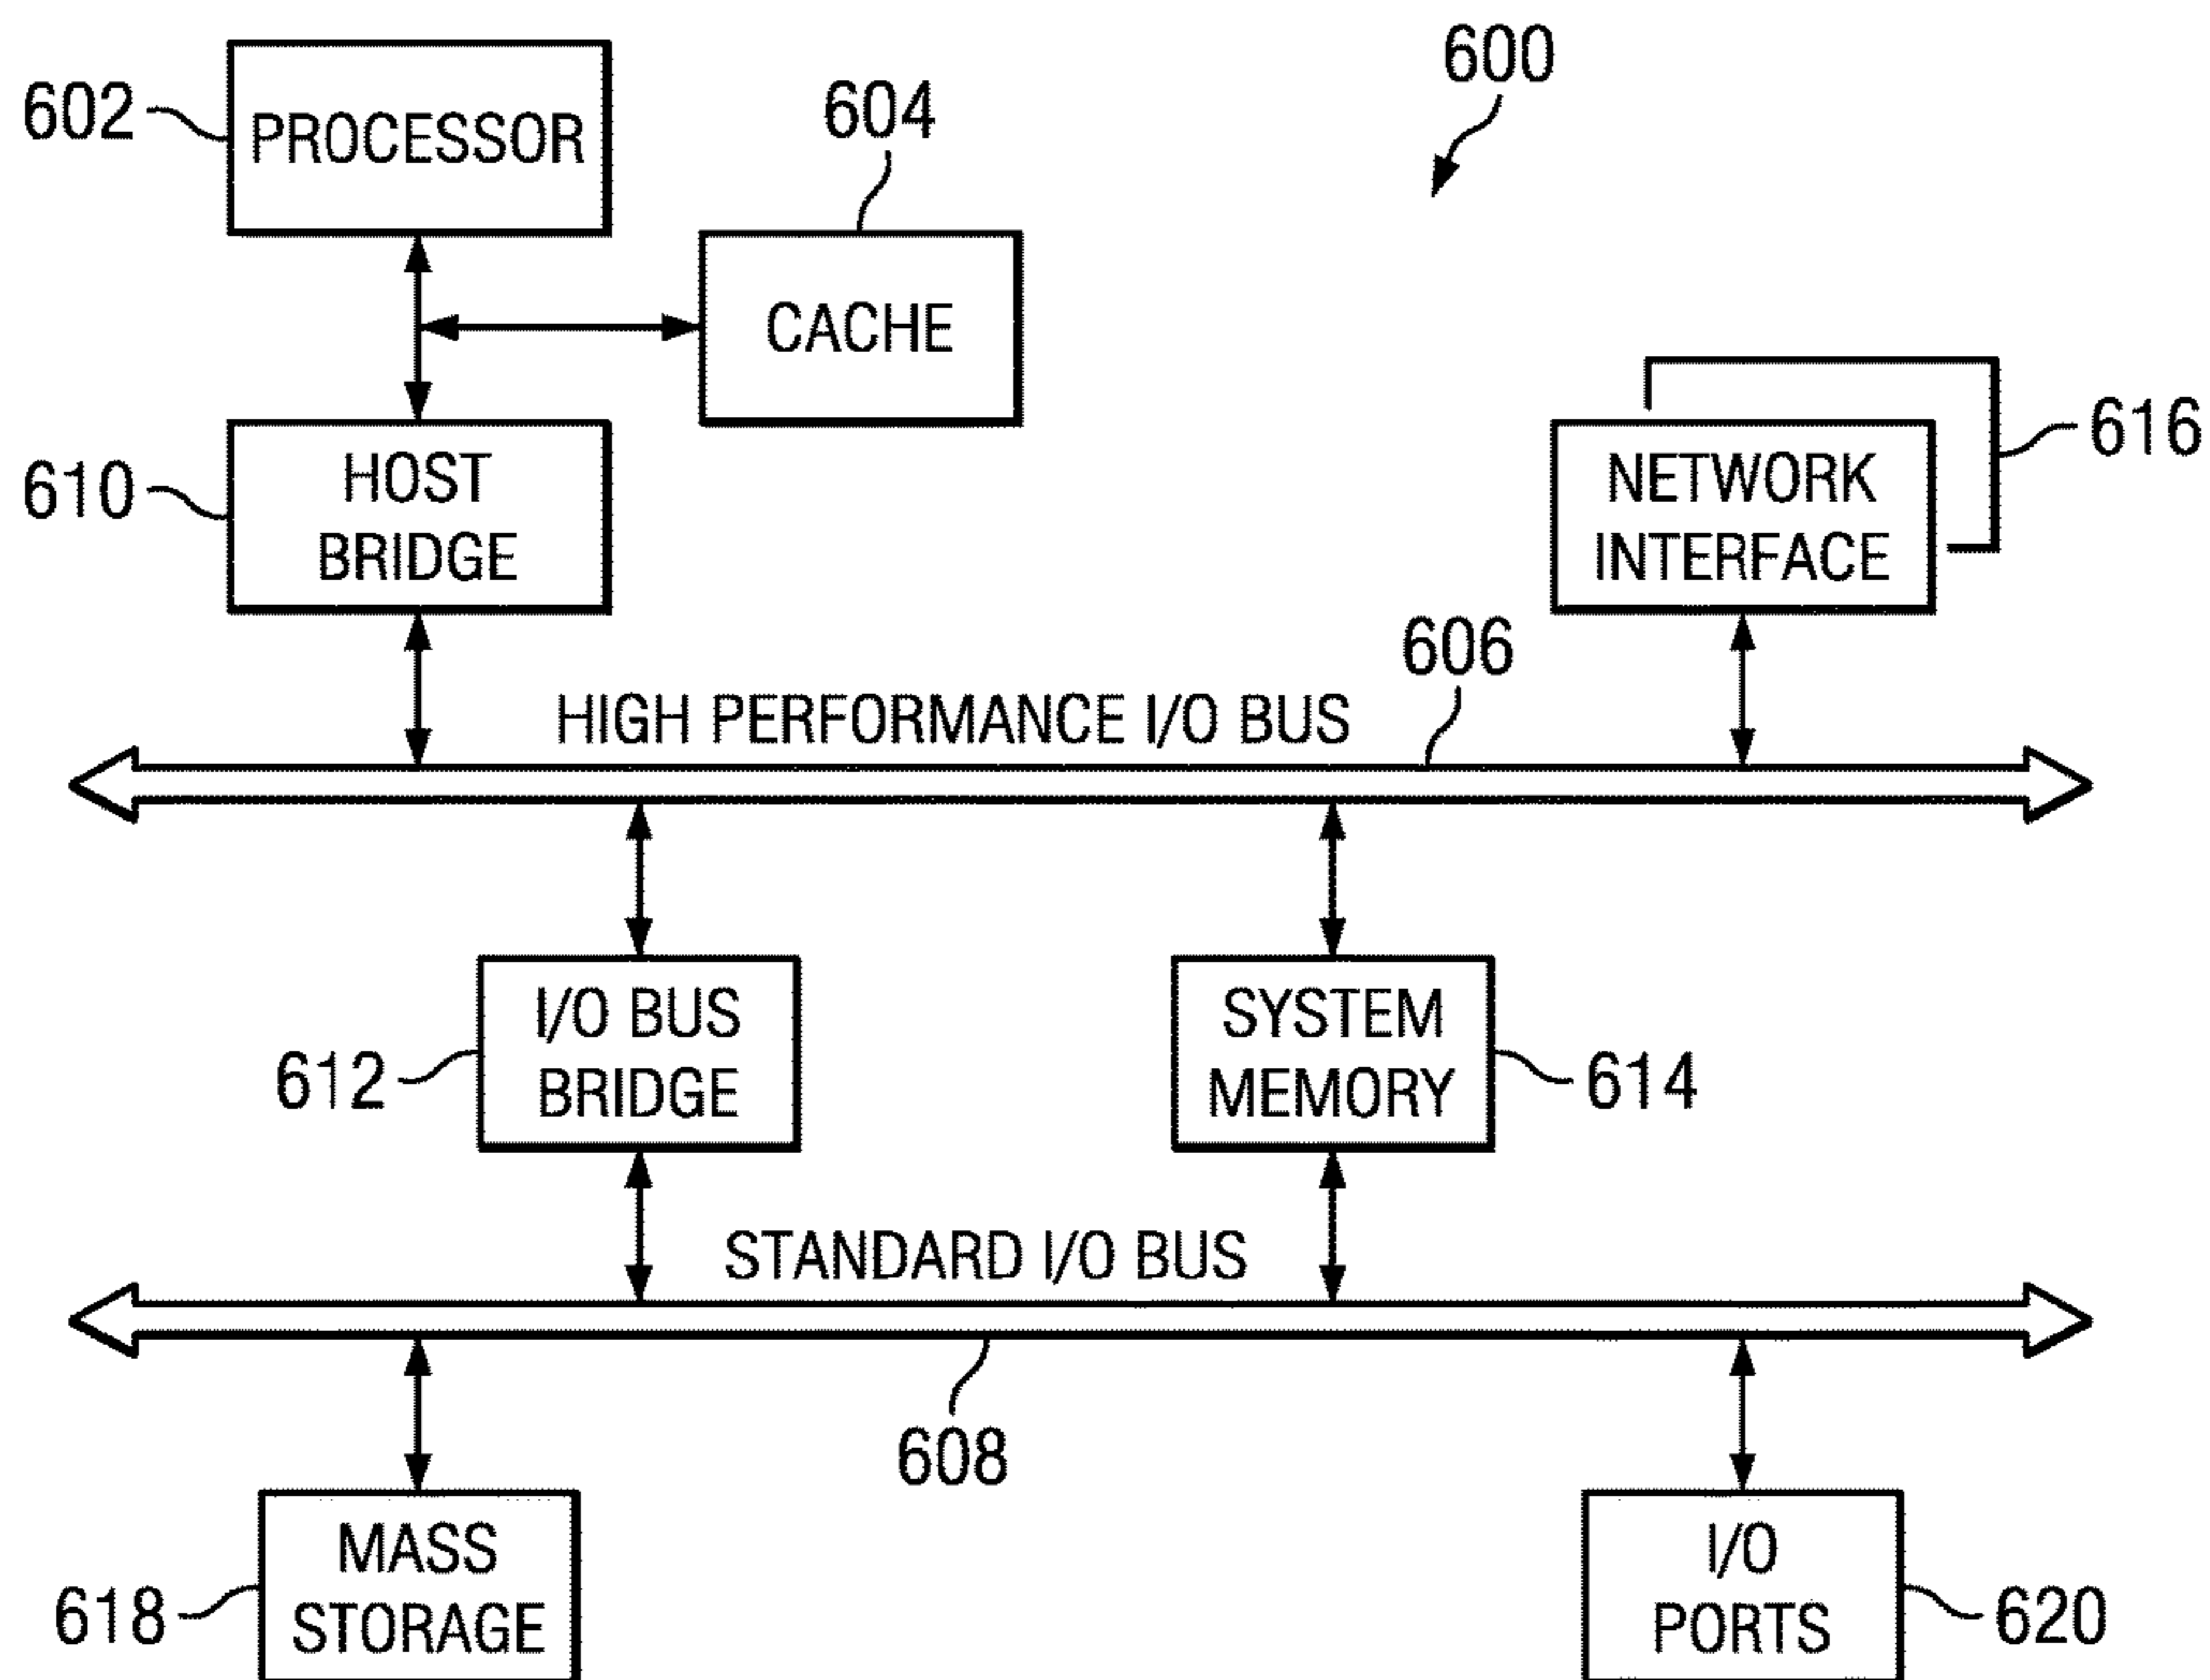 600
602
PROCESSOR
604
CACHE
610
HOST
BRIDGE
616
NETWORK
INTERFACE
606
HIGH PERFORMANCE I/O BUS
612
I/O BUS
BRIDGE
SYSTEM
MEMORY
614
STANDARD I/O BUS
608
618
MASS
STORAGE
I/O
PORTS
620